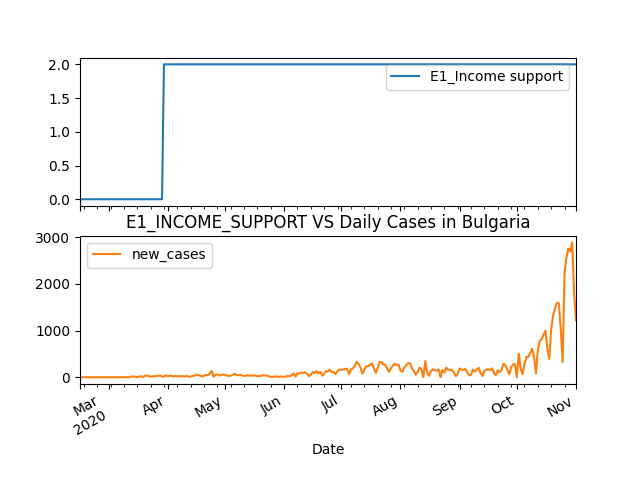 2.0
1.5
1.0
0.5
0.0
E1_Income support
E1_INCOME_SUPPORT VS Daily Cases in Bulgaria
3000
2000
1000
0
new_cases
Mar
2020
Apr
May
Jun
Jul
Aug
Sep
Oct
Nov
Date